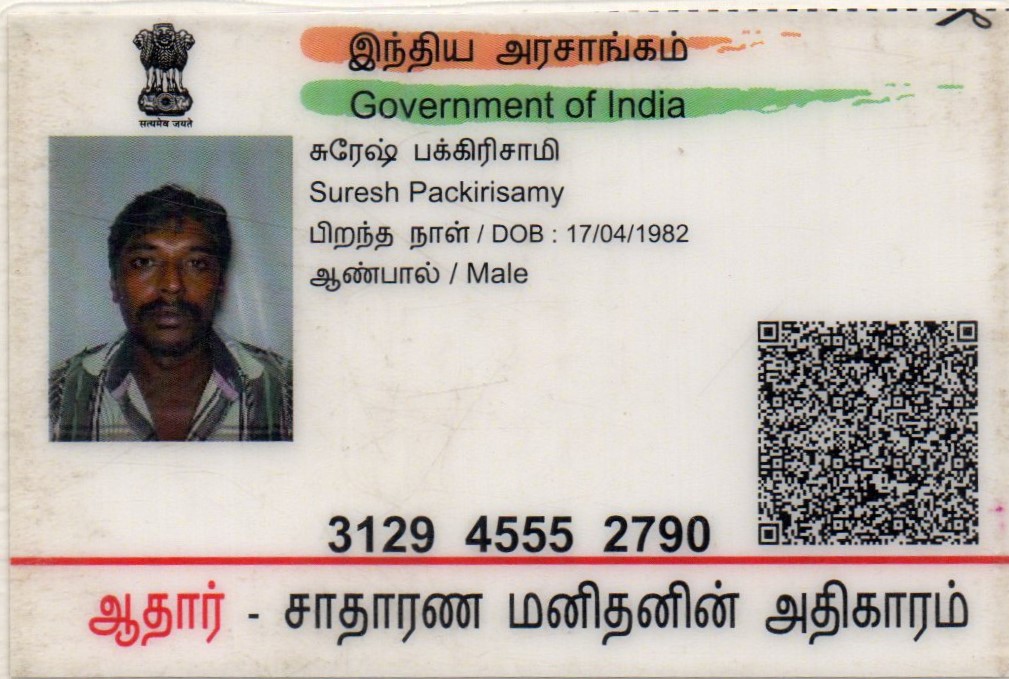 இந்திய அரசாங்கம்
Government of India
सत्यमेव जयते
சுரேஷ் பக்கிரிசாமி
Suresh Packirisamy
பிறந்த நாள் / DOB : 17/04/1982
ஆண்பால் / Male
3129 4555 2790
ஆதார் - சாதாரண மனிதனின் அதிகாரம்